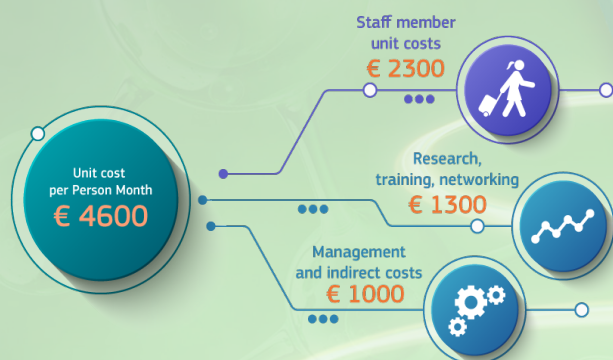 Staff member
unit costs
€ 2300
Unit cost
per Person Month
€ 4600
Research,
training, networking
€ 1300
Management
and indirect costs
€ 1000